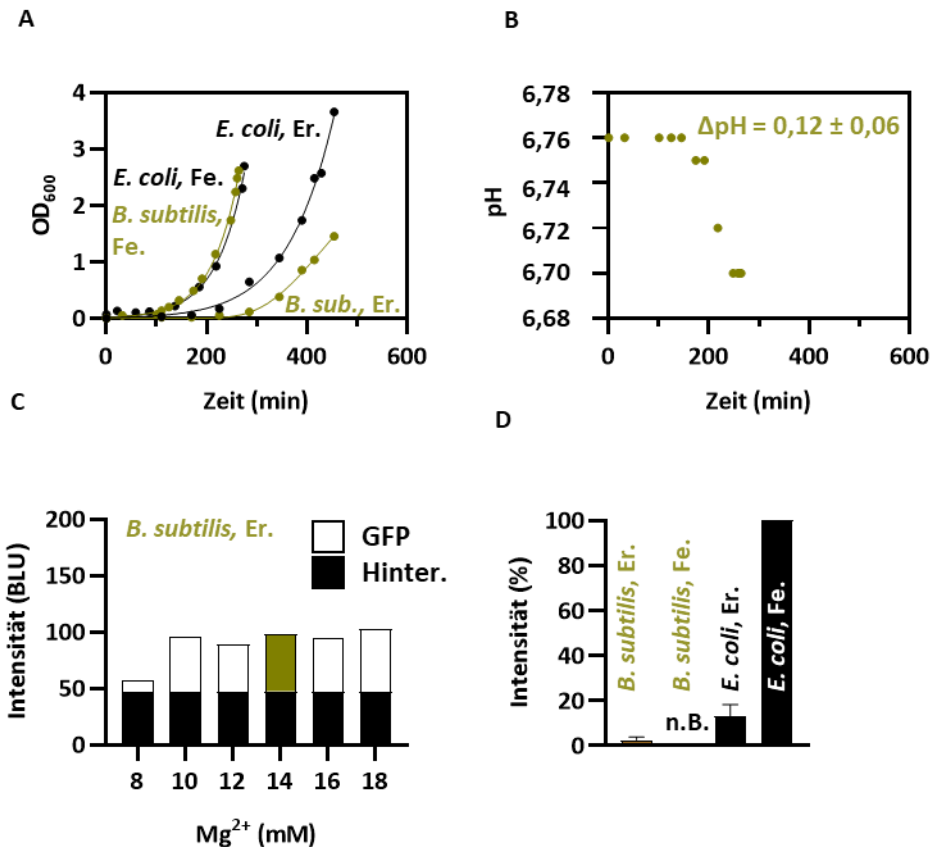 A
4
3
2
1
0
OD600
E. coli, Er.
E. coli, Fe.
B. subtilis,
Fe.
B. sub., Er.
0
200
400
600
Zeit (min)
B
6,78
6,76
6,74
6,72
6,70
6,68
pH
ΔpH = 0,12 ± 0,06
0
200
400
600
Zeit (min)
C
200
150
100
50
0
Intensität (BLU)
B. subtilis, Er.
GFP
Hinter.
8
10
12
14
16
18
Mg2+ (mM)
D
100
80
60
40
20
0
Intensität (%)
B. subtilis, Er.
B. subtilis, Fe.
n.B.
E. coli, Er.
E. coli, Fe.